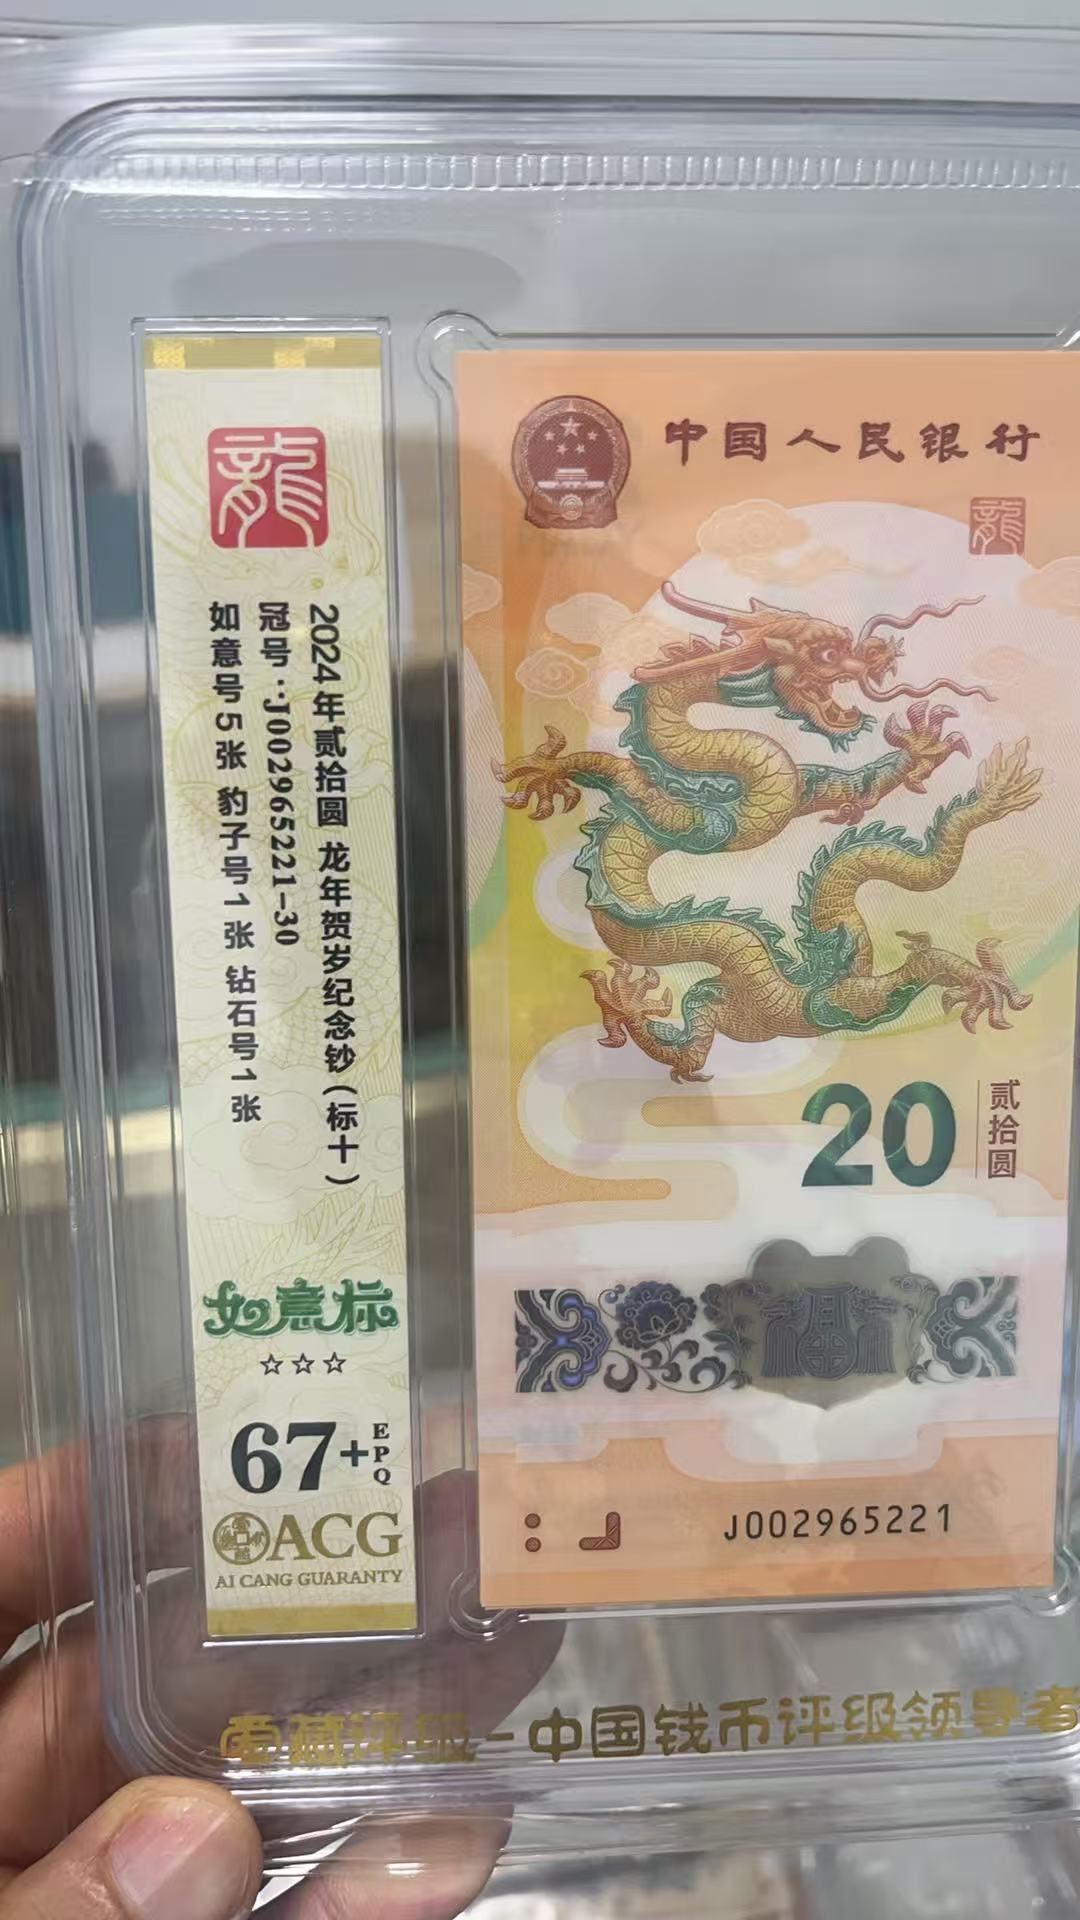 龍
2024年贰拾圆 龙年贺岁纪念钞(标十)
冠号:J002965221-30
如意号5张 豹子号1张 钻石号1张
如意标
☆☆☆
67+EPQ
ACG
AI CANG GUARANTY
中国人民银行
龍
20
贰拾圆
福
J002965221
爱藏评级-中国钱币评级领导者